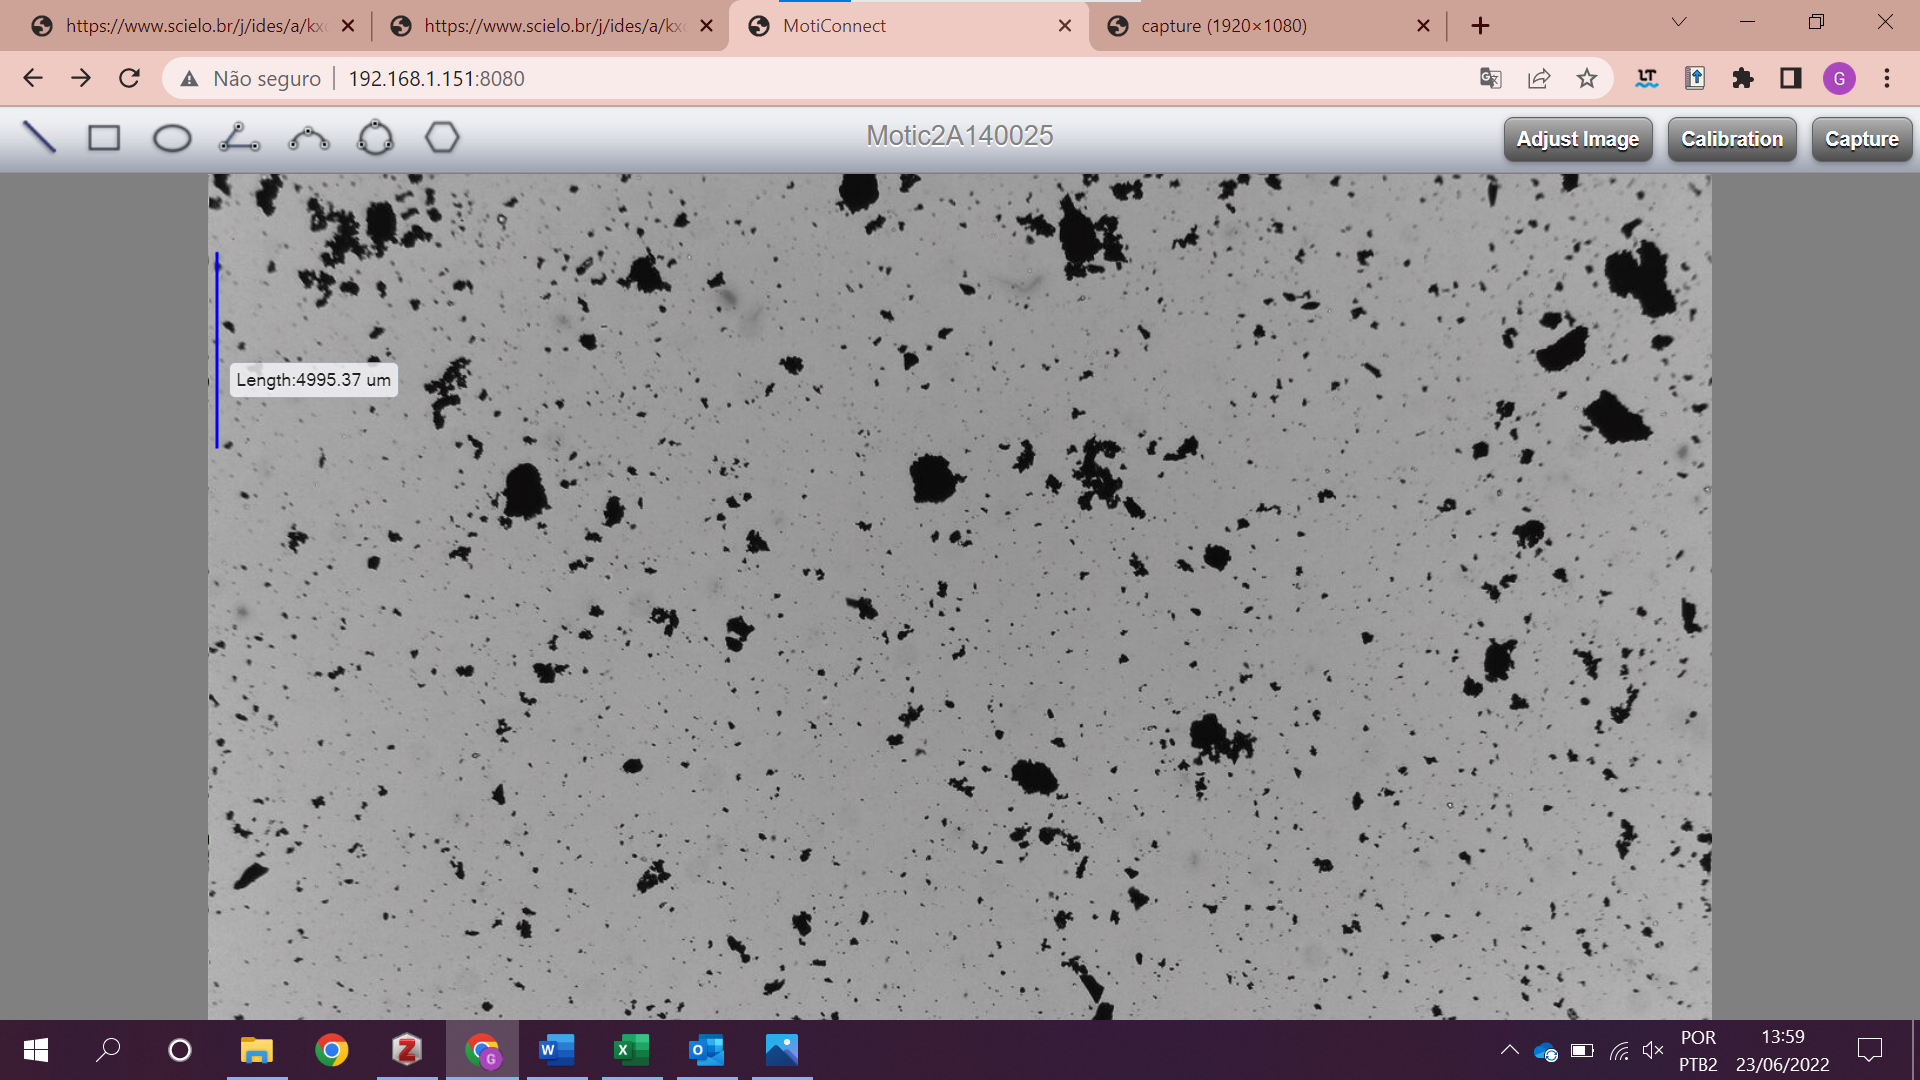 https://www.scielo.br/j/ides/a/kx
https://www.scielo.br/j/ides/a/kx
MotiConnect
capture (1920×1080)
Não seguro
192.168.1.151:8080
LT
G
Motic2A140025
Adjust Image
Calibration
Capture
Length:4995.37 um
Z
G
W
X
O
POR
PTB2
13:59
23/06/2022